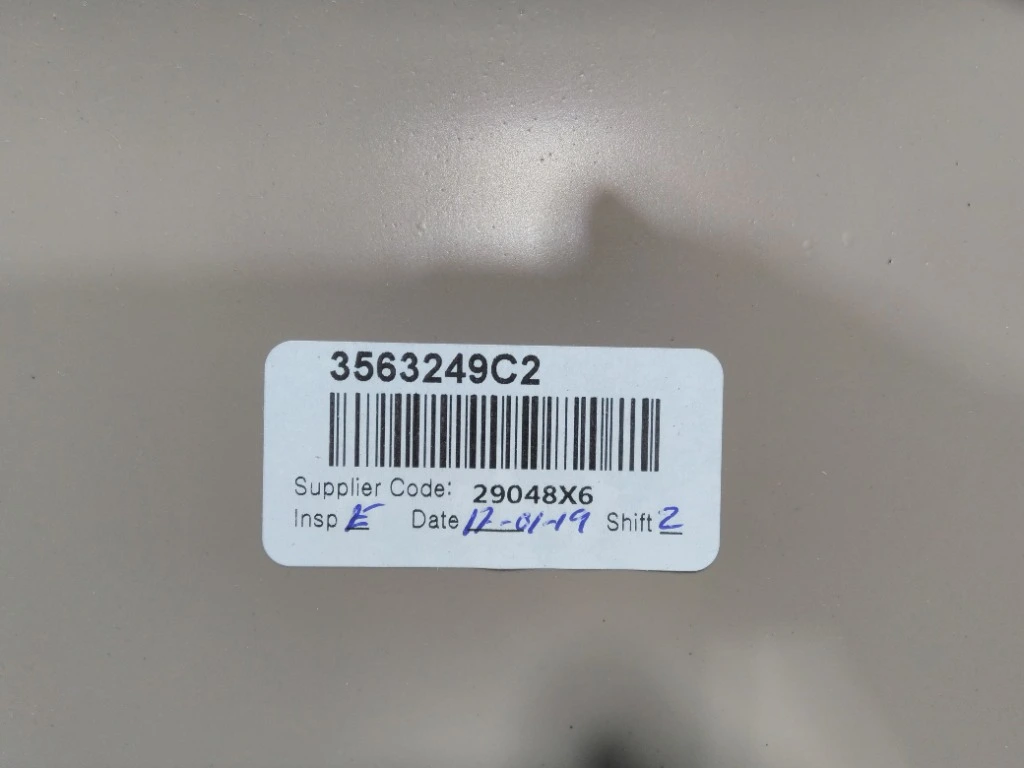 3563249C2
Supplier Code: 29048X6
Insp E Date 12-01-19 Shift 2